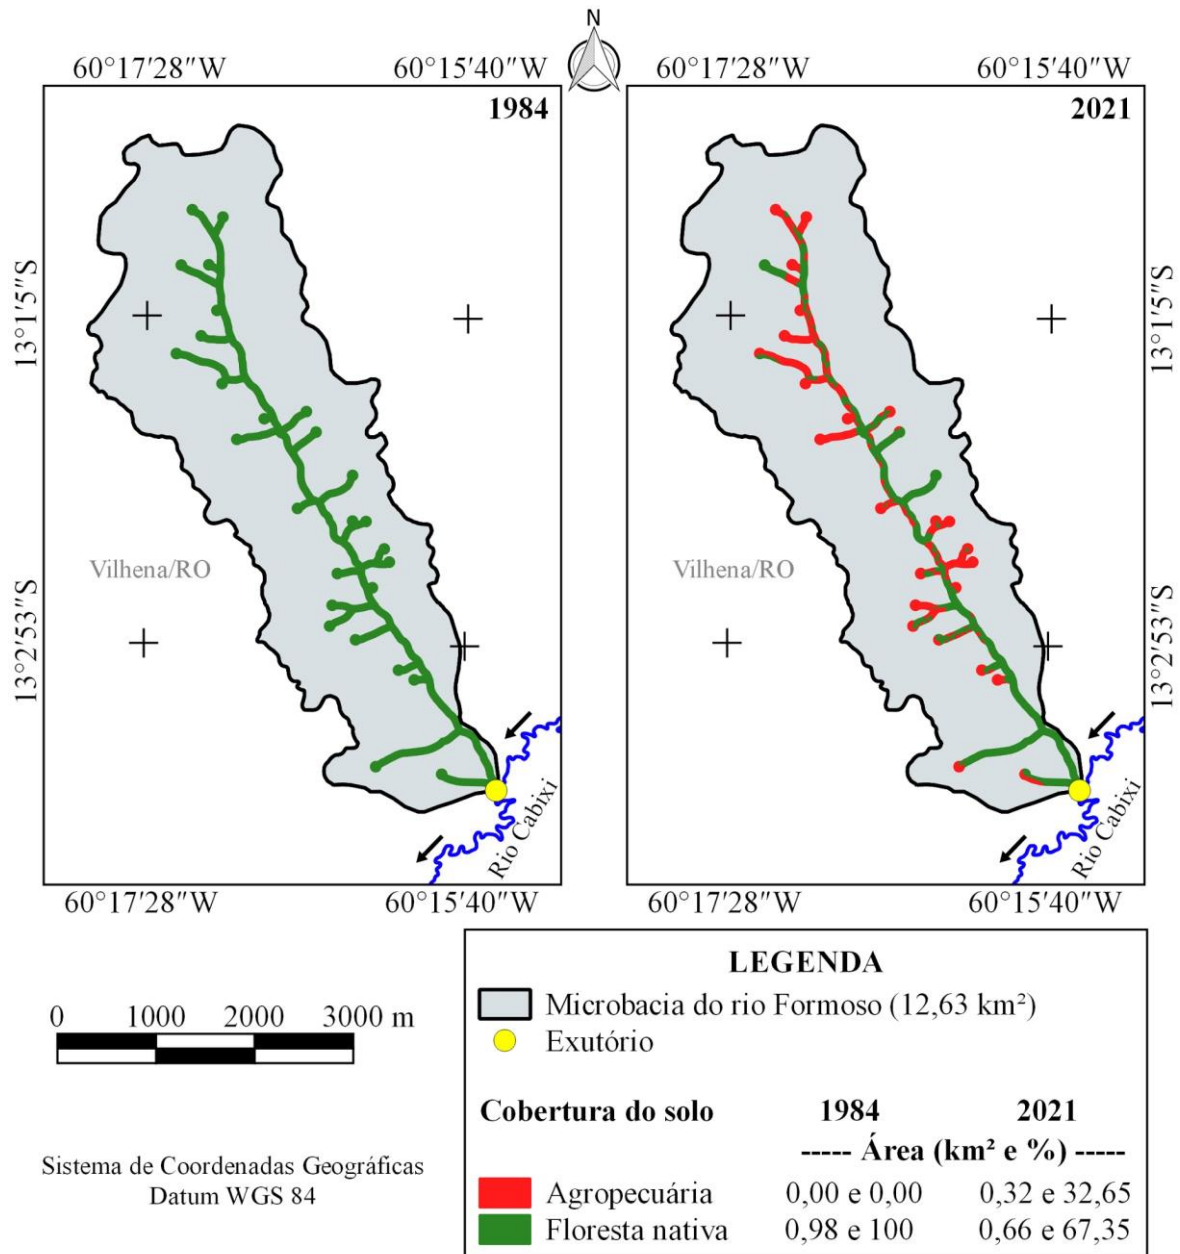 N
60°17'28"W 60°15'40"W 60°17'28"W 60°15'40"W
1984 2021
13°1'5"S 13°1'5"S
Vilhena/RO Vilhena/RO
13°2'53"S 13°2'53"S
Rio Cabixi Rio Cabixi
60°17'28"W 60°15'40"W 60°17'28"W 60°15'40"W
0 1000 2000 3000 m
Sistema de Coordenadas Geográficas
Datum WGS 84
LEGENDA
Microbacia do rio Formoso (12,63 km²)
Exutório
Cobertura do solo 1984 2021
----- Área (km² e %) -----
Agropecuária 0,00 e 0,00 0,32 e 32,65
Floresta nativa 0,98 e 100 0,66 e 67,35